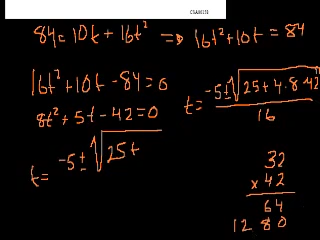 84=10t+16t² => 16t²+10t=84
16t²+10t-84=0
8t²+5t-42=0
t=-5±√25+4.8.42
16
t=-5±√25+
32
×42
64
1280